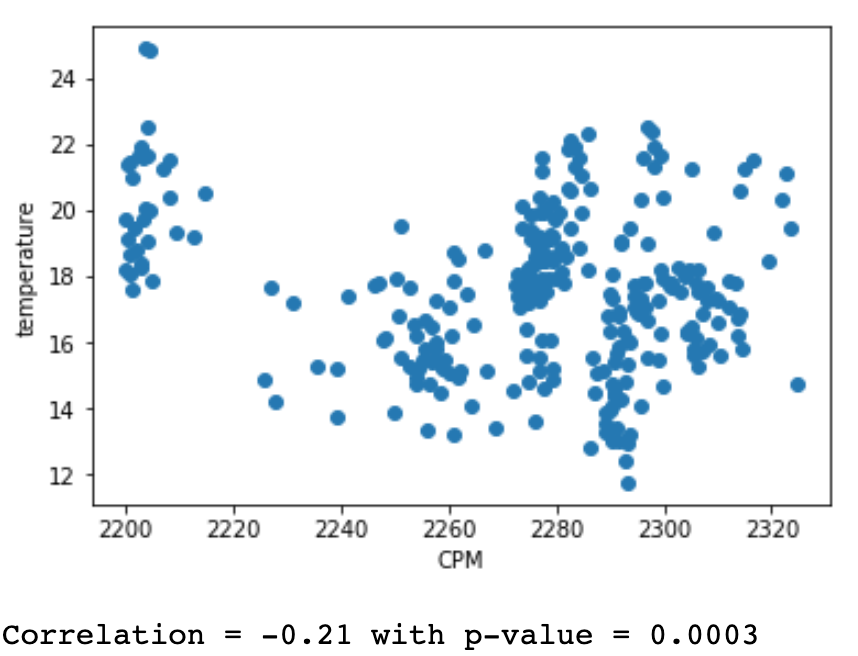 24
22
20
18
16
14
12
temperature
2200 2220 2240 2260 2280 2300 2320
CPM
Correlation = -0.21 with p-value = 0.0003